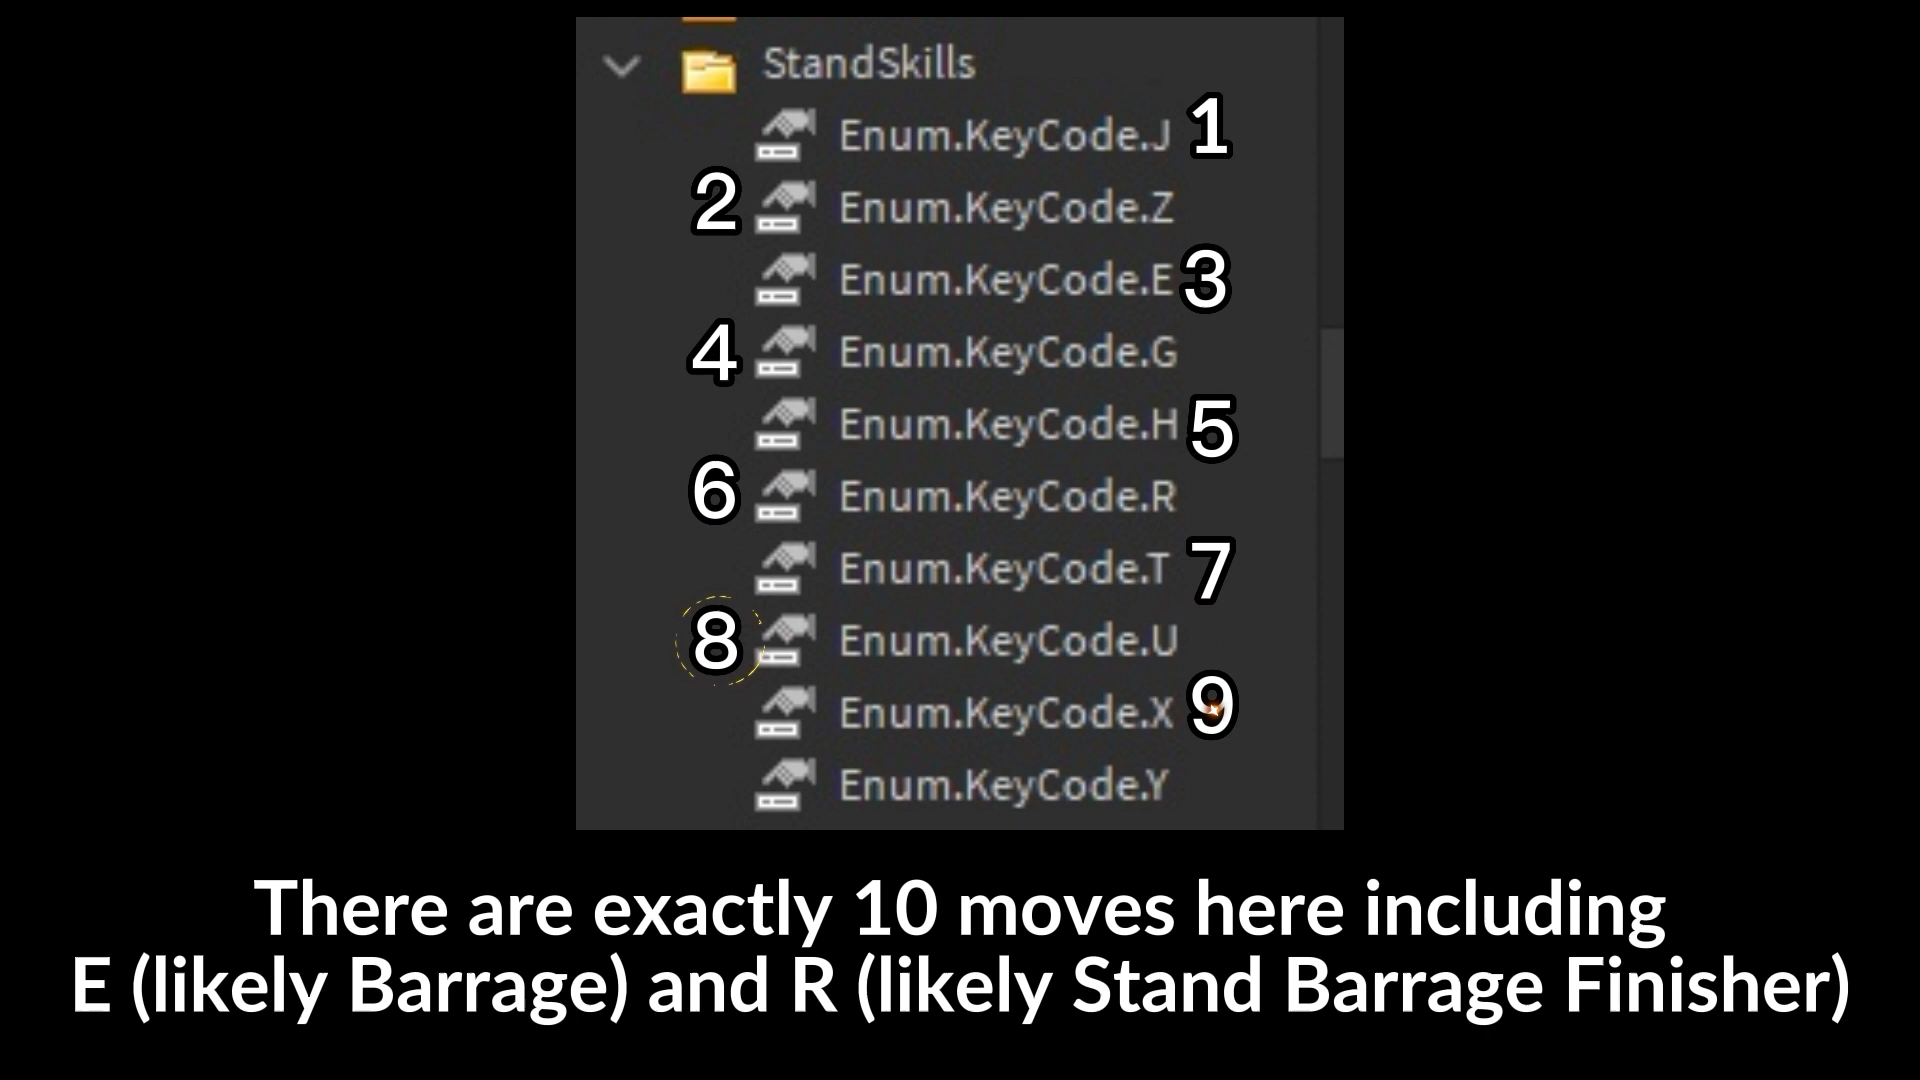 StandSkills
Enum.KeyCode.J 1
2 Enum.KeyCode.Z
Enum.KeyCode.E 3
4 Enum.KeyCode.G
Enum.KeyCode.H 5
6 Enum.KeyCode.R
Enum.KeyCode.T 7
8 Enum.KeyCode.U
Enum.KeyCode.X 9
Enum.KeyCode.Y
There are exactly 10 moves here including
E (likely Barrage) and R (likely Stand Barrage Finisher)